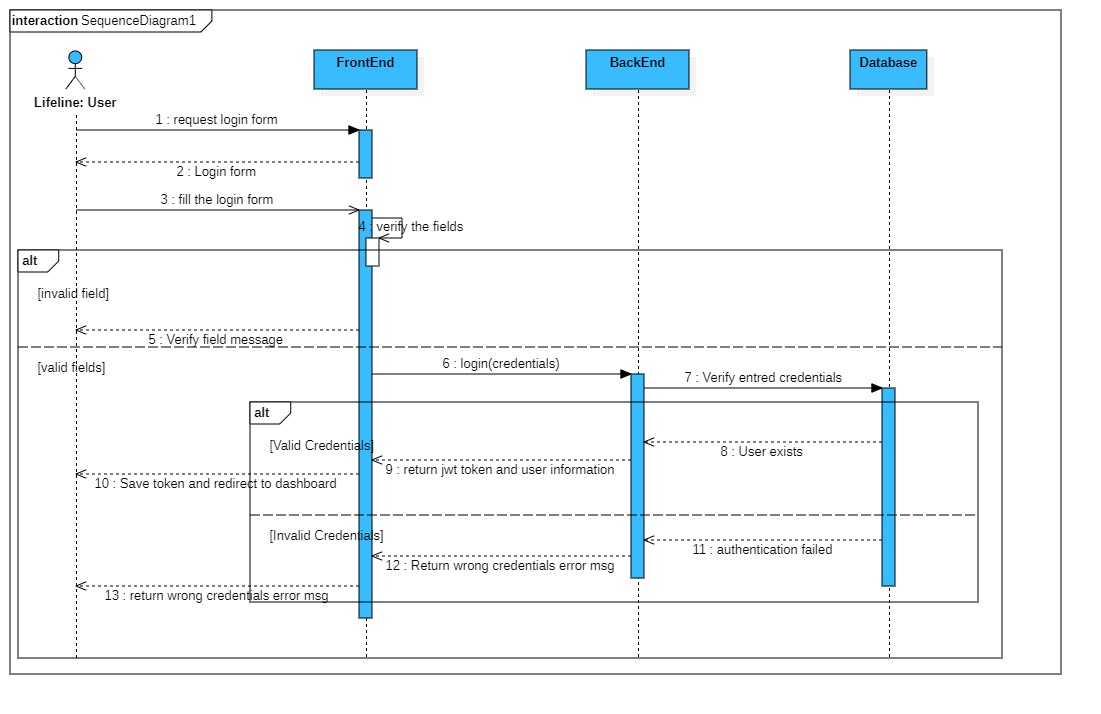 interaction SequenceDiagram1
FrontEnd
BackEnd
Database
Lifeline: User
1 : request login form
2 : Login form
3 : fill the login form
4 : verify the fields
alt
[invalid field]
5 : Verify field message
[valid fields]
6 : login(credentials)
7 : Verify entred credentials
alt
[Valid Credentials]
8 : User exists
9 : return jwt token and user information
10 : Save token and redirect to dashboard
[Invalid Credentials]
11 : authentication failed
12 : Return wrong credentials error msg
13 : return wrong credentials error msg